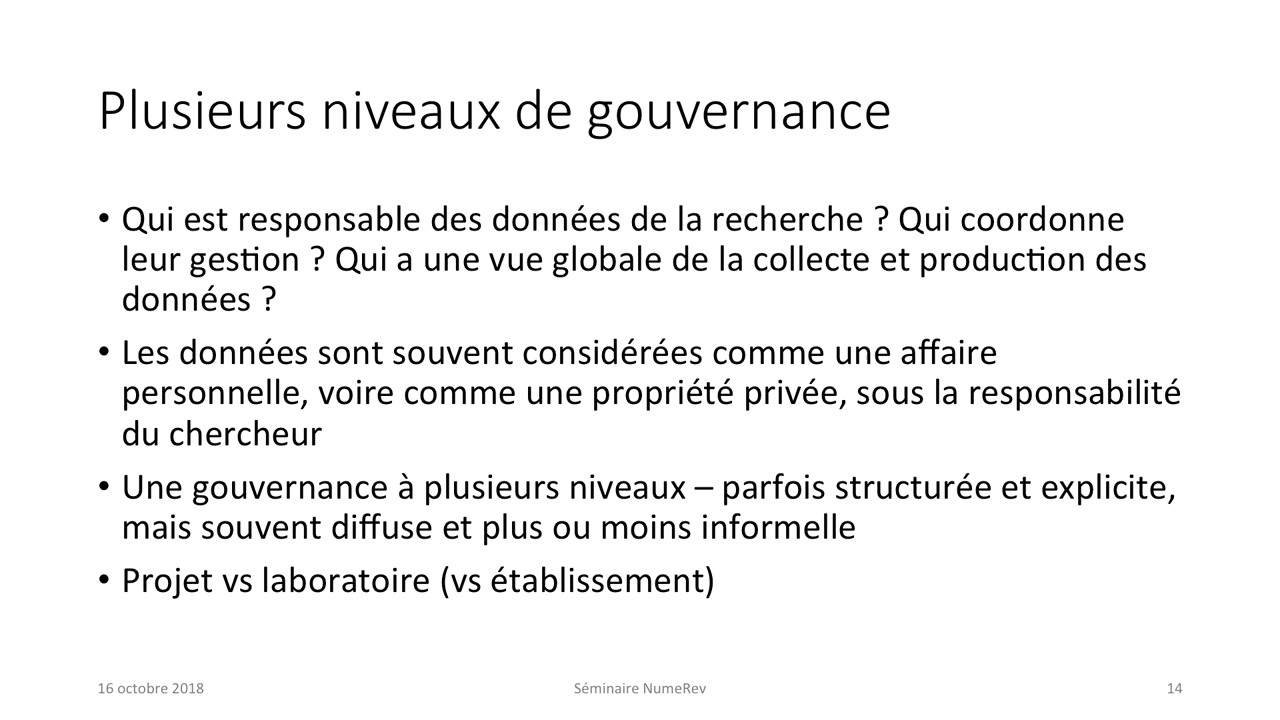 Plusieurs niveaux de gouvernance
• Qui est responsable des données de la recherche ? Qui coordonne
leur gestion ? Qui a une vue globale de la collecte et production des
données ?
• Les données sont souvent considérées comme une affaire
personnelle, voire comme une propriété privée, sous la responsabilité
du chercheur
• Une gouvernance à plusieurs niveaux – parfois structurée et explicite,
mais souvent diffuse et plus ou moins informelle
• Projet vs laboratoire (vs établissement)
16 octobre 2018
Séminaire NumeRev
14